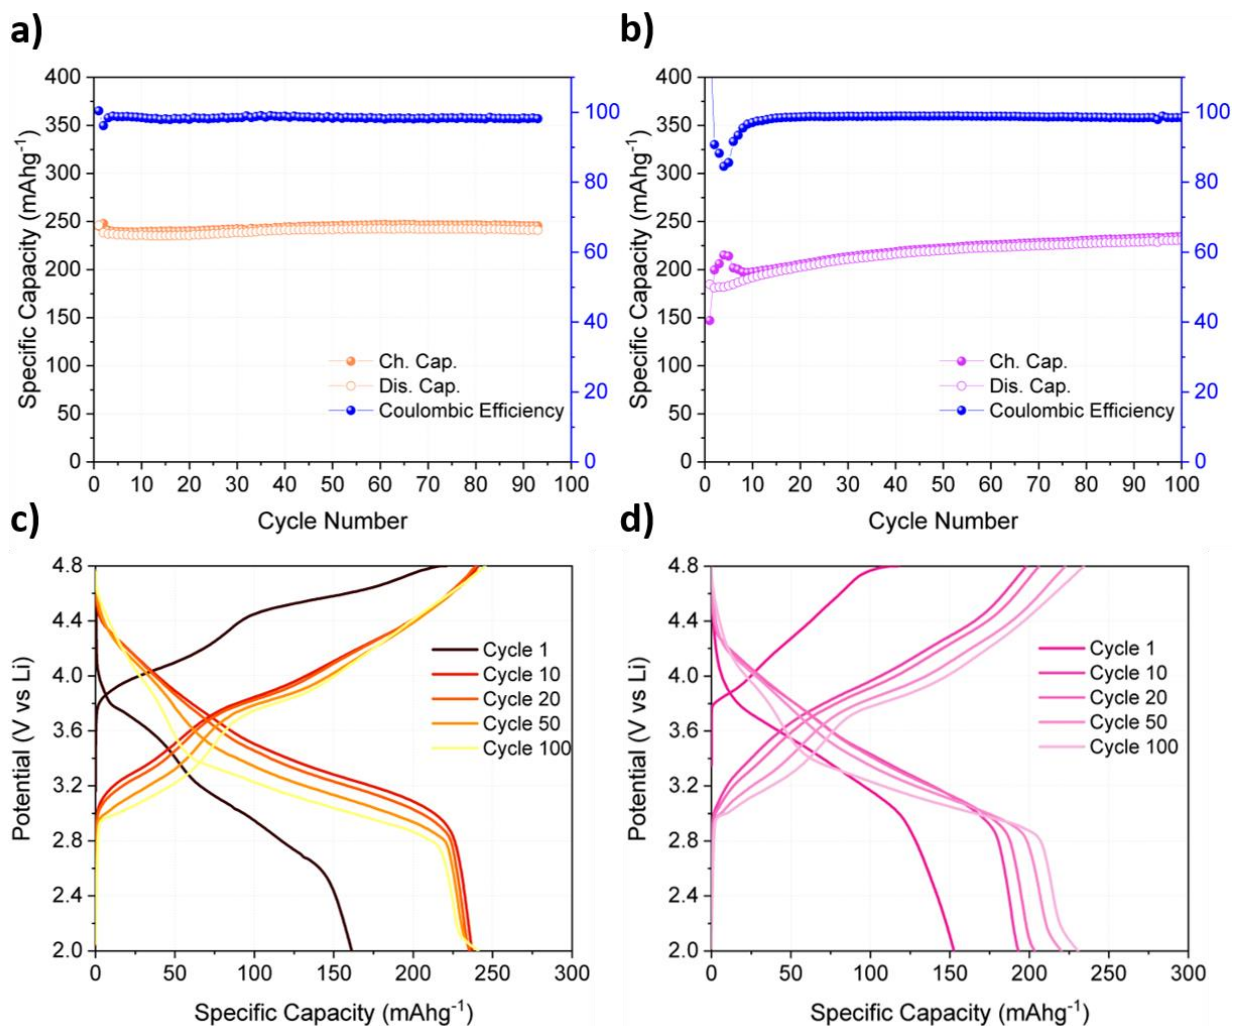 a)
400
350
300
250
200
150
100
50
0
Specific Capacity (mAhg⁻¹)
100
80
60
40
20
0
Ch. Cap.
Dis. Cap.
Coulombic Efficiency
0 10 20 30 40 50 60 70 80 90 100
Cycle Number
b)
400
350
300
250
200
150
100
50
0
Specific Capacity (mAhg⁻¹)
100
80
60
40
20
0
Ch. Cap.
Dis. Cap.
Coulombic Efficiency
0 10 20 30 40 50 60 70 80 90 100
Cycle Number
c)
4.8
4.4
4.0
3.6
3.2
2.8
2.4
2.0
Potential (V vs Li)
Cycle 1
Cycle 10
Cycle 20
Cycle 50
Cycle 100
0 50 100 150 200 250 300
Specific Capacity (mAhg⁻¹)
d)
4.8
4.4
4.0
3.6
3.2
2.8
2.4
2.0
Potential (V vs Li)
Cycle 1
Cycle 10
Cycle 20
Cycle 50
Cycle 100
0 50 100 150 200 250 300
Specific Capacity (mAhg⁻¹)